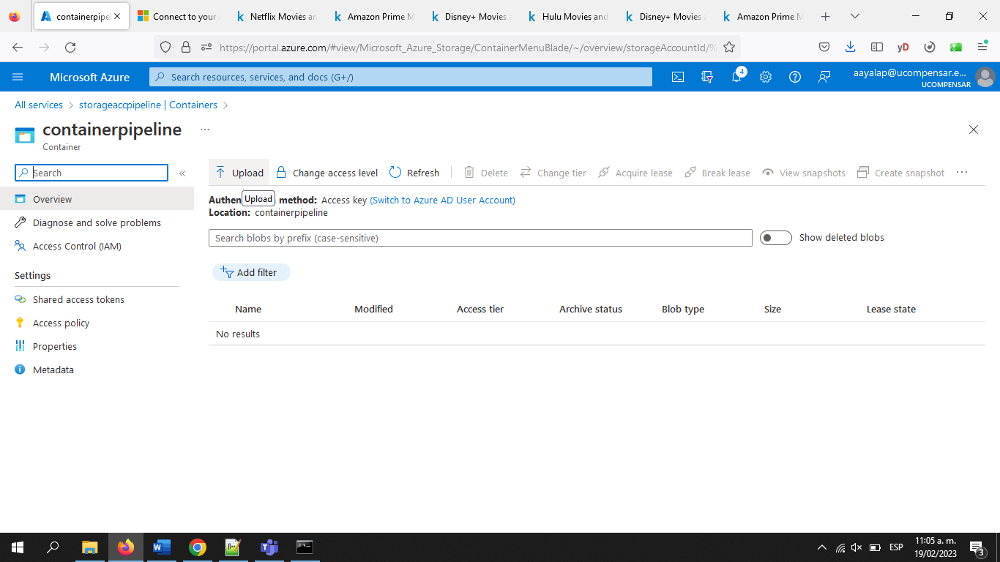 containerpipel
Connect to your
Netflix Movies an
Amazon Prime M
Disney+ Movies a
Hulu Movies and
Disney+ Movies a
Amazon Prime M
https://portal.azure.com/#view/Microsoft_Azure_Storage/ContainerMenuBlade/~/overview/storageAccountId/%
yD
Microsoft Azure
Search resources, services, and docs (G+/)
4
aayalap@ucompensar.e...
UCOMPENSAR
All services > storageaccpipeline | Containers >
containerpipeline ...
Container
Search «
Overview
Diagnose and solve problems
Access Control (IAM)
Settings
Shared access tokens
Access policy
Properties
Metadata
Upload Change access level Refresh Delete Change tier Acquire lease Break lease View snapshots Create snapshot ...
Authen Upload method: Access key (Switch to Azure AD User Account)
Location: containerpipeline
Search blobs by prefix (case-sensitive) Show deleted blobs
Add filter
Name Modified Access tier Archive status Blob type Size Lease state
No results
ESP
11:05 a. m.
19/02/2023
3